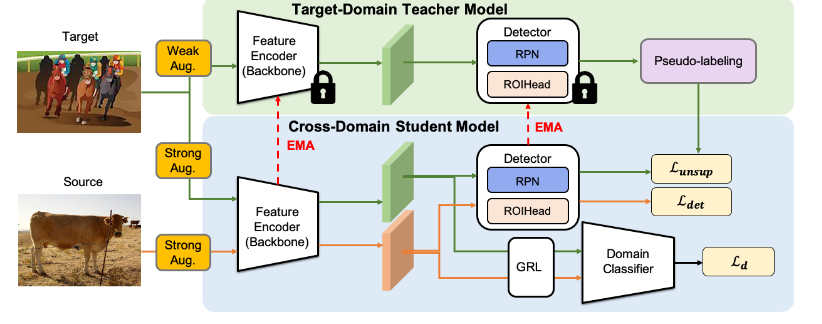 Target-Domain Teacher Model
Target
Weak
Aug.
Feature
Encoder
(Backbone)
Detector
RPN
ROIHead
Pseudo-labeling
EMA
EMA
Cross-Domain Student Model
Strong
Aug.
Source
Strong
Aug.
Feature
Encoder
(Backbone)
Detector
RPN
ROIHead
ℒunsup
ℒdet
GRL
Domain
Classifier
ℒd